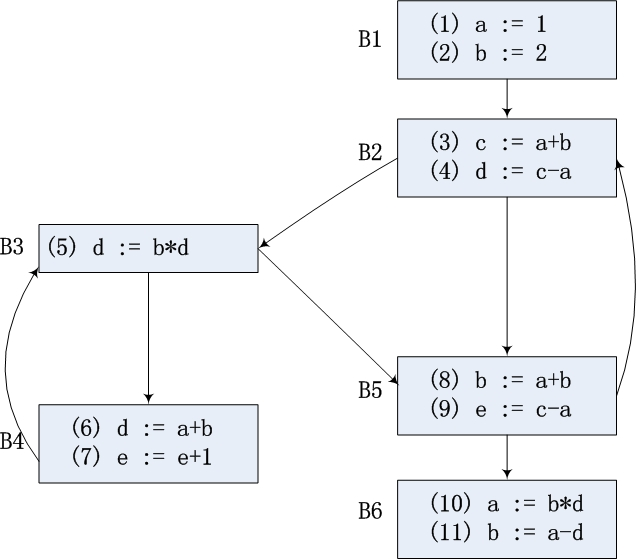 B1
(1) a := 1
(2) b := 2
B2
(3) c := a+b
(4) d := c-a
B3
(5) d := b*d
B4
(6) d := a+b
(7) e := e+1
B5
(8) b := a+b
(9) e := c-a
B6
(10) a := b*d
(11) b := a-d